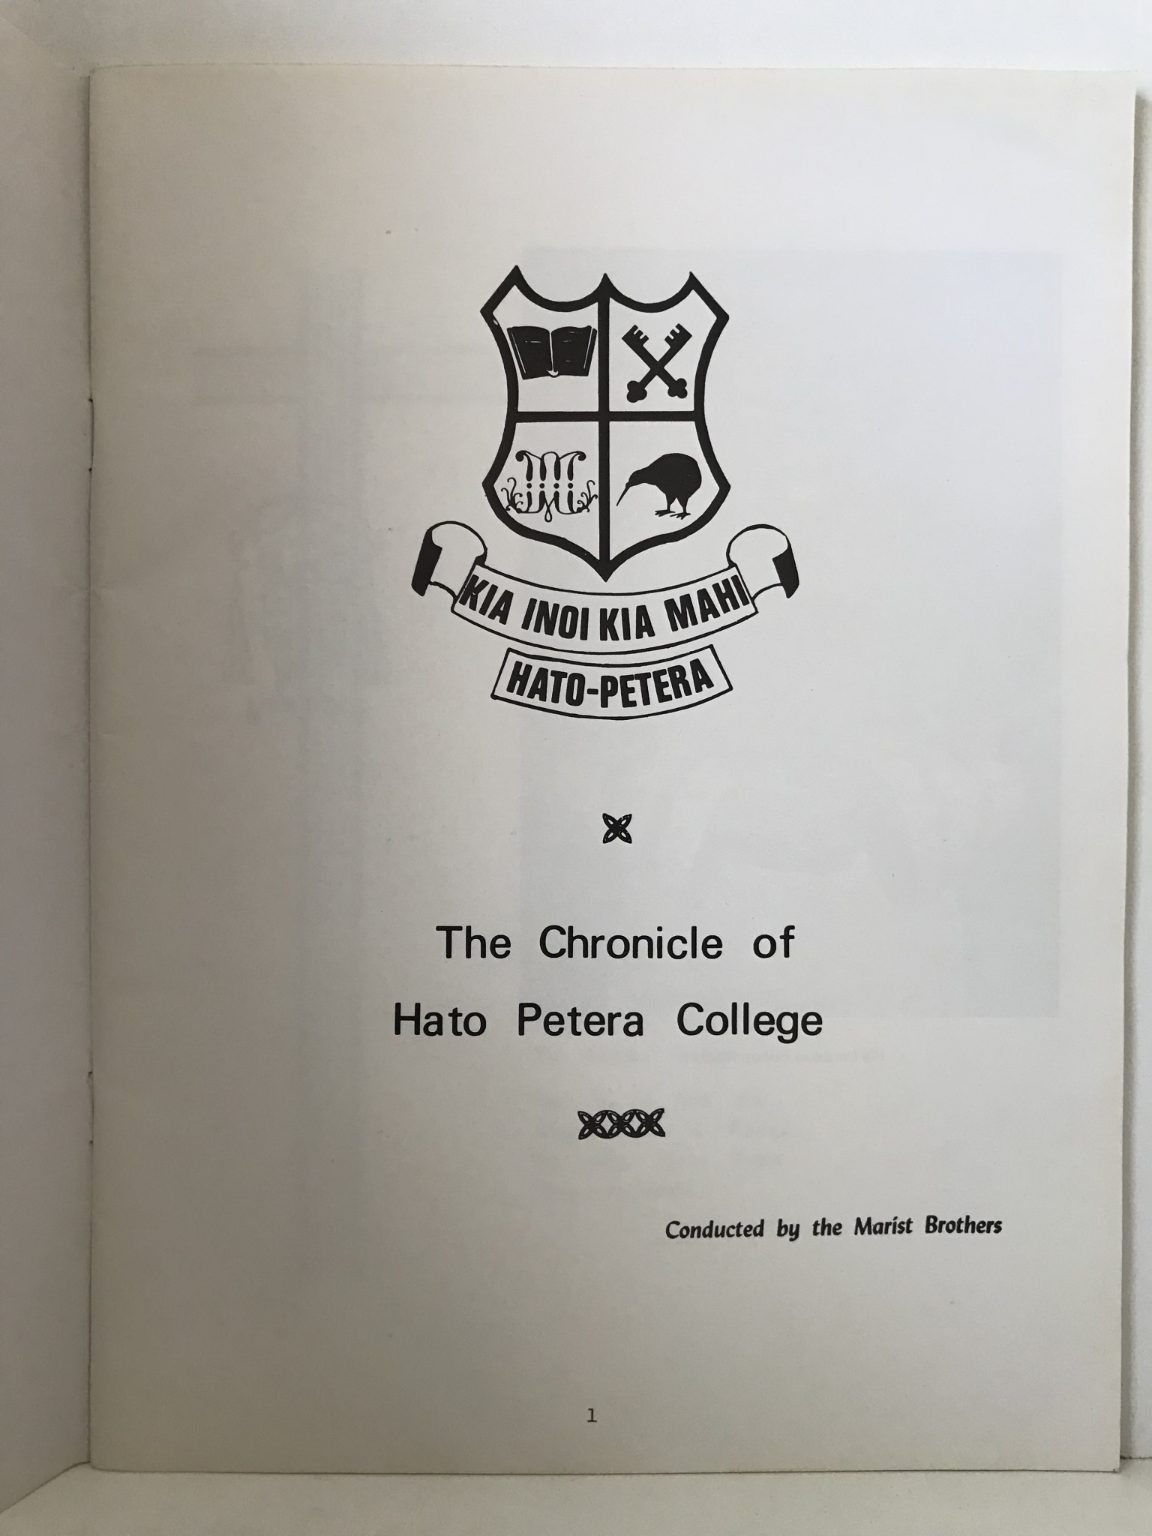 KIA INOI KIA MAHI
HATO-PETERA
The Chronicle of
Hato Petera College
Conducted by the Marist Brothers
1